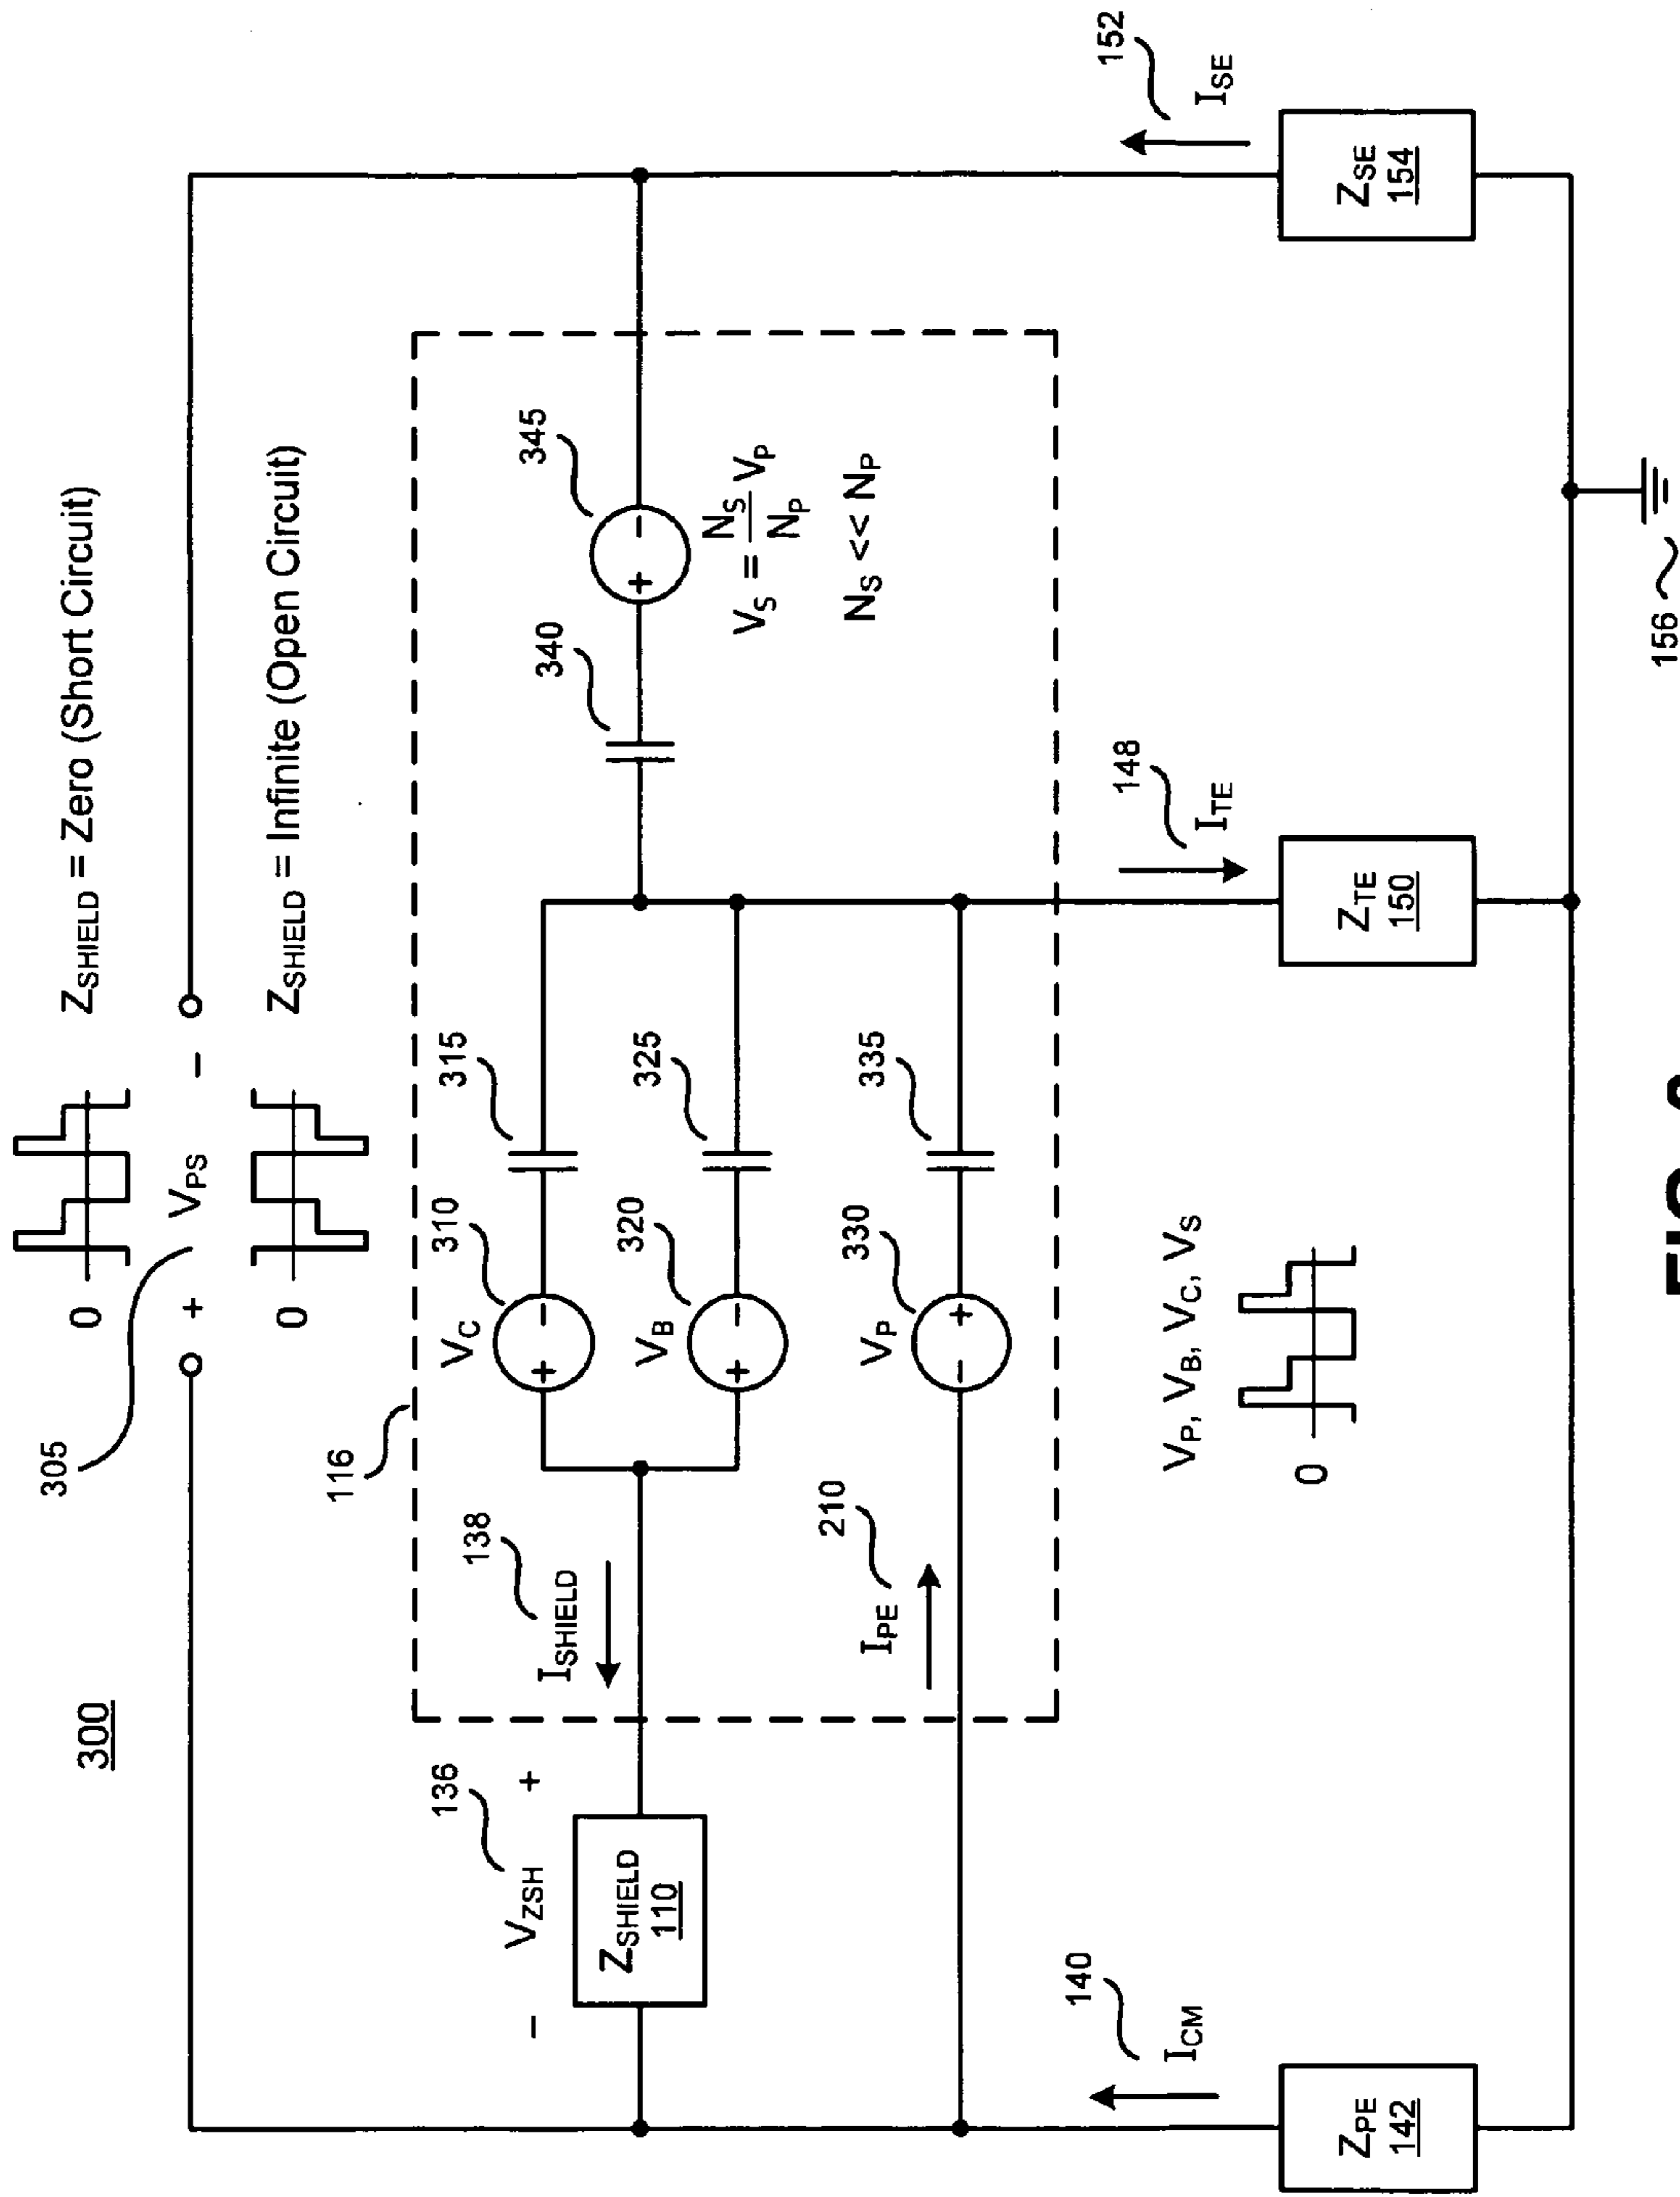 300
305
0
Z_SHIELD = Zero (Short Circuit)
+ V_PS -
0
Z_SHIELD = Infinite (Open Circuit)
116
136
- V_ZSH +
Z_SHIELD
110
138
I_SHIELD
310
V_C
+ -
315
320
V_B
+ -
325
340
345
+ -
V_S = N_S/N_P V_P
N_S << N_P
210
I_PE
330
V_P
- +
335
V_P, V_B, V_C, V_S
0
140
I_CM
148
I_TE
152
I_SE
Z_PE
142
Z_TE
150
Z_SE
154
156